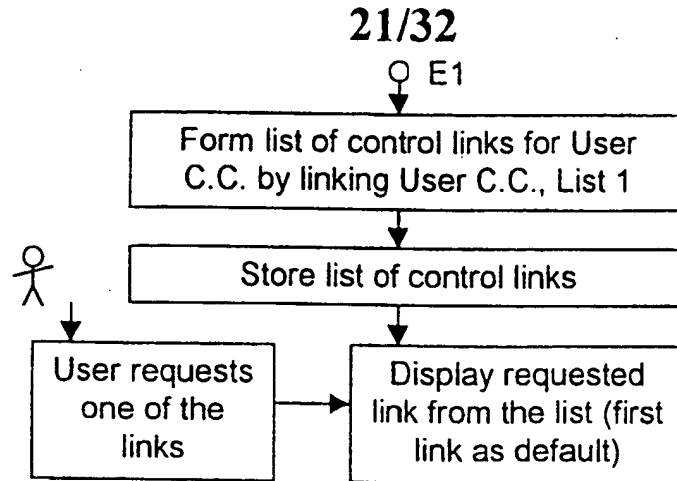 21/32
E1
Form list of control links for User
C.C. by linking User C.C., List 1
Store list of control links
User requests
one of the
links
Display requested
link from the list (first
link as default)